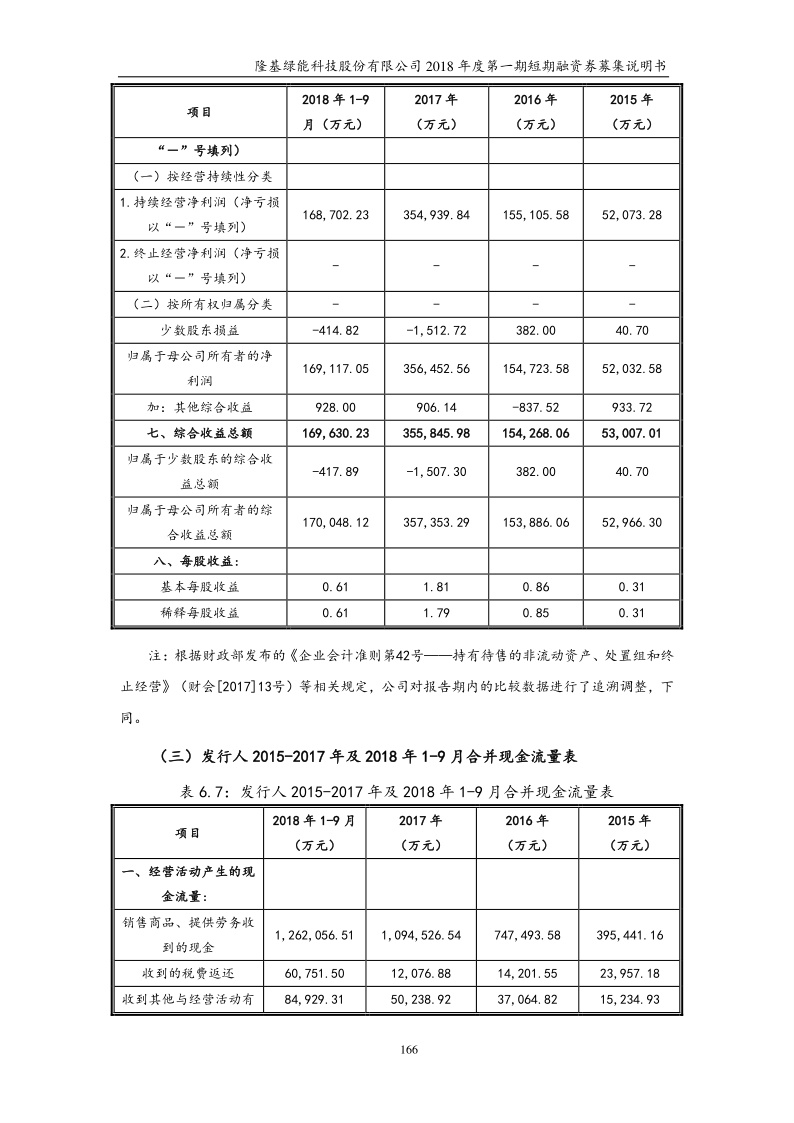 隆基绿能科技股份有限公司 2018 年度第一期短期融资券募集说明书
项目 2018 年 1-9 2017 年 2016 年 2015 年
月（万元） （万元） （万元） （万元）
“－”号填列）
（一）按经营持续性分类
1.持续经营净利润（净亏损
以“－”号填列） 168,702.23 354,939.84 155,105.58 52,073.28
2.终止经营净利润（净亏损
以“－”号填列） - - - -
（二）按所有权归属分类 - - - -
少数股东损益 -414.82 -1,512.72 382.00 40.70
归属于母公司所有者的净
利润 169,117.05 356,452.56 154,723.58 52,032.58
加：其他综合收益 928.00 906.14 -837.52 933.72
七、综合收益总额 169,630.23 355,845.98 154,268.06 53,007.01
归属于少数股东的综合收
益总额 -417.89 -1,507.30 382.00 40.70
归属于母公司所有者的综
合收益总额 170,048.12 357,353.29 153,886.06 52,966.30
八、每股收益：
基本每股收益 0.61 1.81 0.86 0.31
稀释每股收益 0.61 1.79 0.85 0.31
注：根据财政部发布的《企业会计准则第42号——持有待售的非流动资产、处置组和终
止经营》（财会[2017]13号）等相关规定，公司对报告期内的比较数据进行了追溯调整，下
同。
（三）发行人 2015-2017 年及 2018 年 1-9 月合并现金流量表
表 6.7：发行人 2015-2017 年及 2018 年 1-9 月合并现金流量表
项目 2018 年 1-9 月 2017 年 2016 年 2015 年
（万元） （万元） （万元） （万元）
一、经营活动产生的现
金流量：
销售商品、提供劳务收
到的现金 1,262,056.51 1,094,526.54 747,493.58 395,441.16
收到的税费返还 60,751.50 12,076.88 14,201.55 23,957.18
收到其他与经营活动有 84,929.31 50,238.92 37,064.82 15,234.93
166